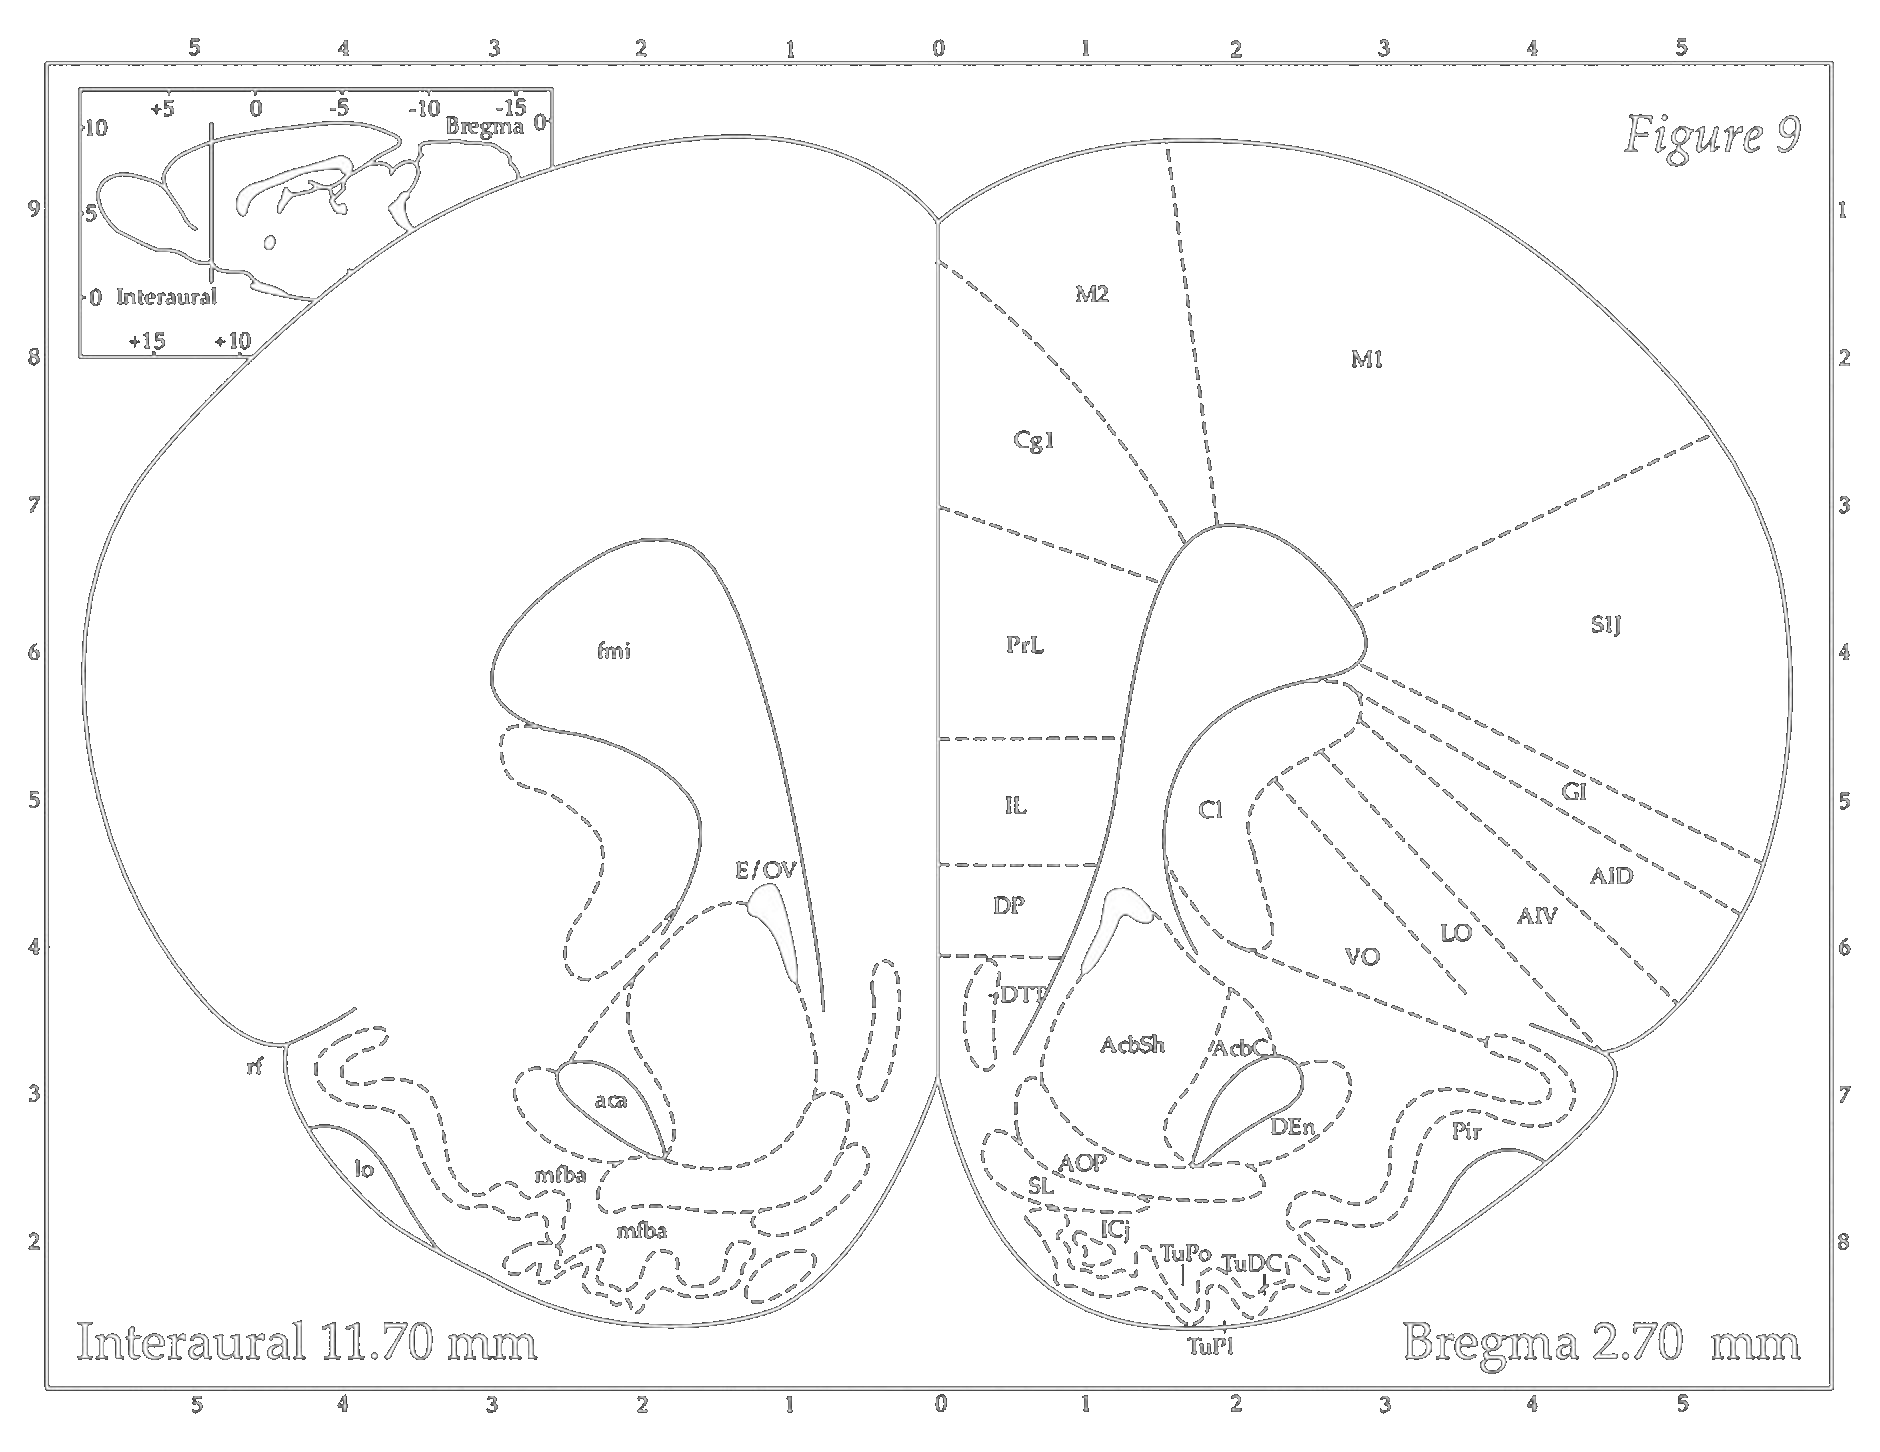 5 4 3 2 1 0 1 2 3 4 5
+5 0 -5 -10 -15
Bregma 0
10
5
0 Interaural
+15 +10
Figure 9
9 1
8 2
7 3
6 4
5 5
4 6
3 7
2 8
M2
M1
Cg1
S1J
PrL
fmi
GI
IL
Cl
E/OV
AID
DP
AIV
LO
VO
DTT
AcbSh
AcbC
rf
aca
DEn
Pir
AOP
lo
mfba
SL
mfba
ICj
TuPo
TuDC
TuPl
Interaural 11.70 mm
Bregma 2.70 mm
5 4 3 2 1 0 1 2 3 4 5